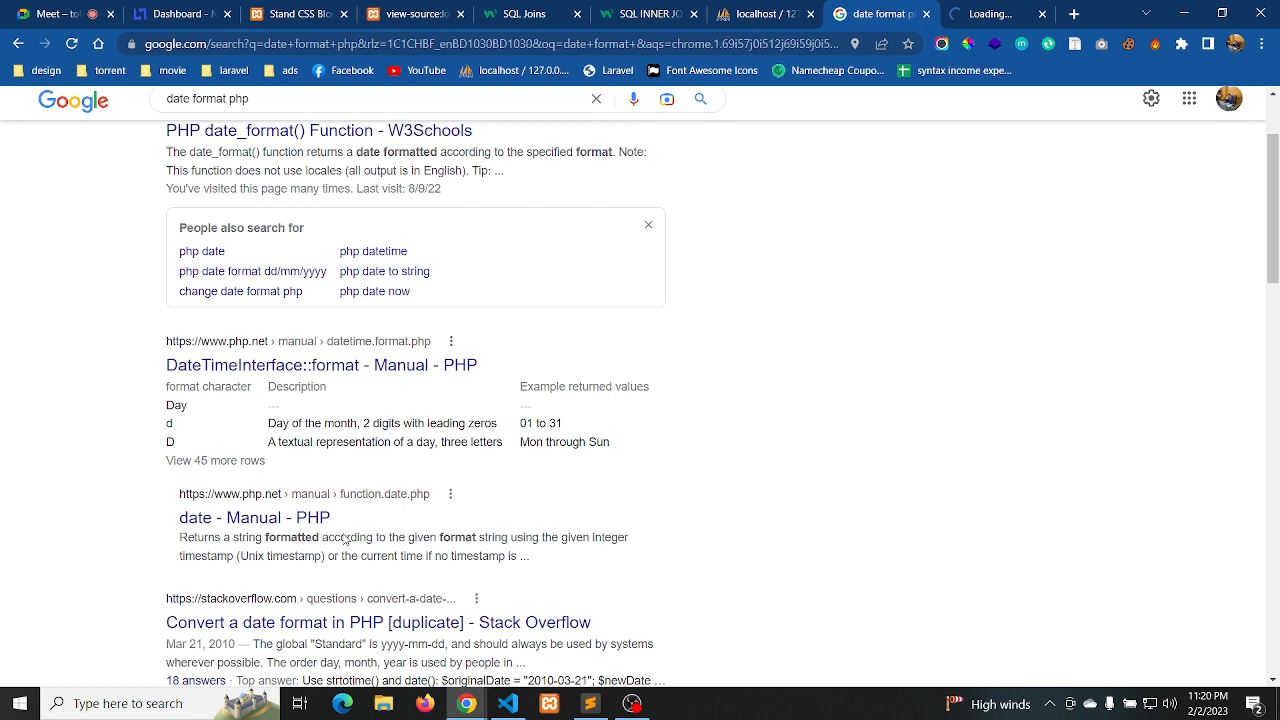 Meet - to
Dashboard - N
Stand CSS Blo
view-source:lo
SQL Joins
SQL INNER JO
localhost / 127
date format p
Loading...
google.com/search?q=date+format+php&rlz=1C1CHBF_enBD1030BD1030&oq=date+format+&aqs=chrome.1.69i57j0i512j69i59j0i5...
design
torrent
movie
laravel
ads
Facebook
YouTube
localhost / 127.0.0....
Laravel
Font Awesome Icons
Namecheap Coupo...
syntax income expe...
Google
date format php
PHP date_format() Function - W3Schools
The date_format() function returns a date formatted according to the specified format. Note:
This function does not use locales (all output is in English). Tip: ...
You've visited this page many times. Last visit: 8/9/22
People also search for
php date
php datetime
php date format dd/mm/yyyy
php date to string
change date format php
php date now
https://www.php.net › manual › datetime.format.php
DateTimeInterface::format - Manual - PHP
format character Description Example returned values
Day --- ---
d Day of the month, 2 digits with leading zeros 01 to 31
D A textual representation of a day, three letters Mon through Sun
View 45 more rows
https://www.php.net › manual › function.date.php
date - Manual - PHP
Returns a string formatted according to the given format string using the given integer
timestamp (Unix timestamp) or the current time if no timestamp is ...
https://stackoverflow.com › questions › convert-a-date-...
Convert a date format in PHP [duplicate] - Stack Overflow
Mar 21, 2010 — The global "Standard" is yyyy-mm-dd, and should always be used by systems
wherever possible. The order day, month, year is used by people in ...
18 answers · Top answer: Use strtotime() and date(): $originalDate = "2010-03-21"; $newDate ...
Type here to search
High winds
11:20 PM
2/2/2023
2